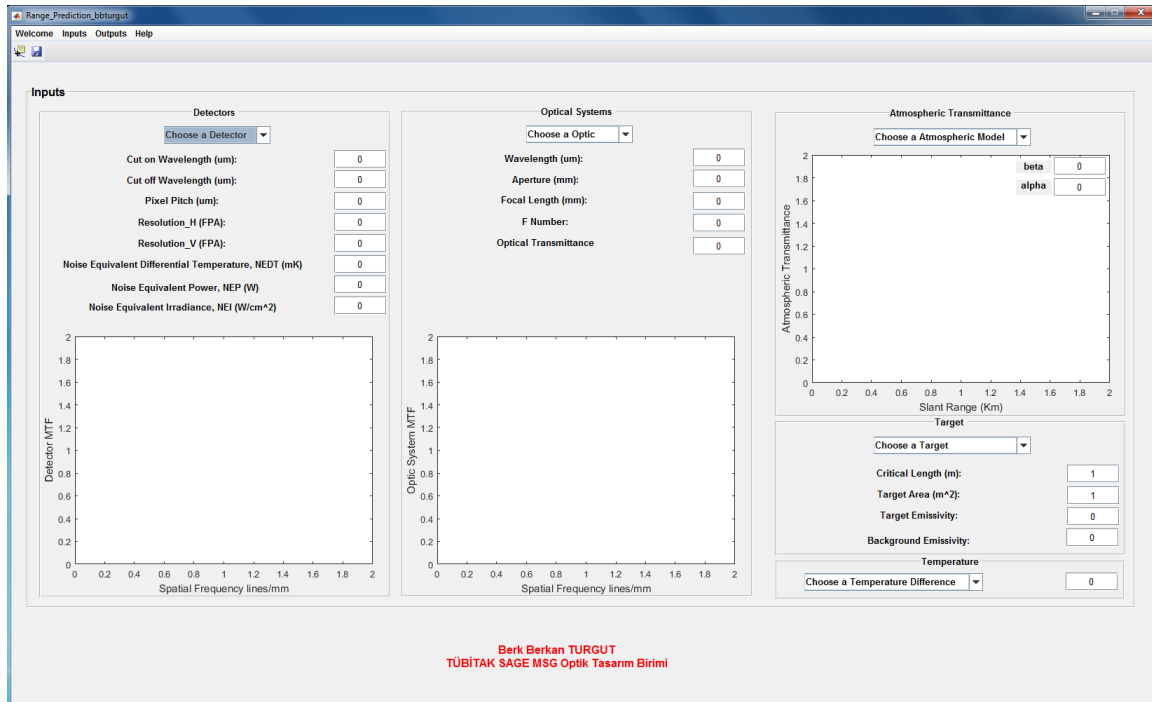 Range_Prediction_bbturgut
Welcome Inputs Outputs Help
Inputs
Detectors
Choose a Detector
Cut on Wavelength (um): 0
Cut off Wavelength (um): 0
Pixel Pitch (um): 0
Resolution_H (FPA): 0
Resolution_V (FPA): 0
Noise Equivalent Differential Temperature, NEDT (mK) 0
Noise Equivalent Power, NEP (W) 0
Noise Equivalent Irradiance, NEI (W/cm^2) 0
2
1.8
1.6
1.4
1.2
1
0.8
0.6
0.4
0.2
0
Detector MTF
0 0.2 0.4 0.6 0.8 1 1.2 1.4 1.6 1.8 2
Spatial Frequency lines/mm
Optical Systems
Choose a Optic
Wavelength (um): 0
Aperture (mm): 0
Focal Length (mm): 0
F Number: 0
Optical Transmittance 0
2
1.8
1.6
1.4
1.2
1
0.8
0.6
0.4
0.2
0
Optic System MTF
0 0.2 0.4 0.6 0.8 1 1.2 1.4 1.6 1.8 2
Spatial Frequency lines/mm
Atmospheric Transmittance
Choose a Atmospheric Model
beta 0
alpha 0
2
1.8
1.6
1.4
1.2
1
0.8
0.6
0.4
0.2
0
Atmospheric Transmittance
0 0.2 0.4 0.6 0.8 1 1.2 1.4 1.6 1.8 2
Slant Range (Km)
Target
Choose a Target
Critical Length (m): 1
Target Area (m^2): 1
Target Emissivity: 0
Background Emissivity: 0
Temperature
Choose a Temperature Difference 0
Berk Berkan TURGUT
TÜBİTAK SAGE MSG Optik Tasarım Birimi